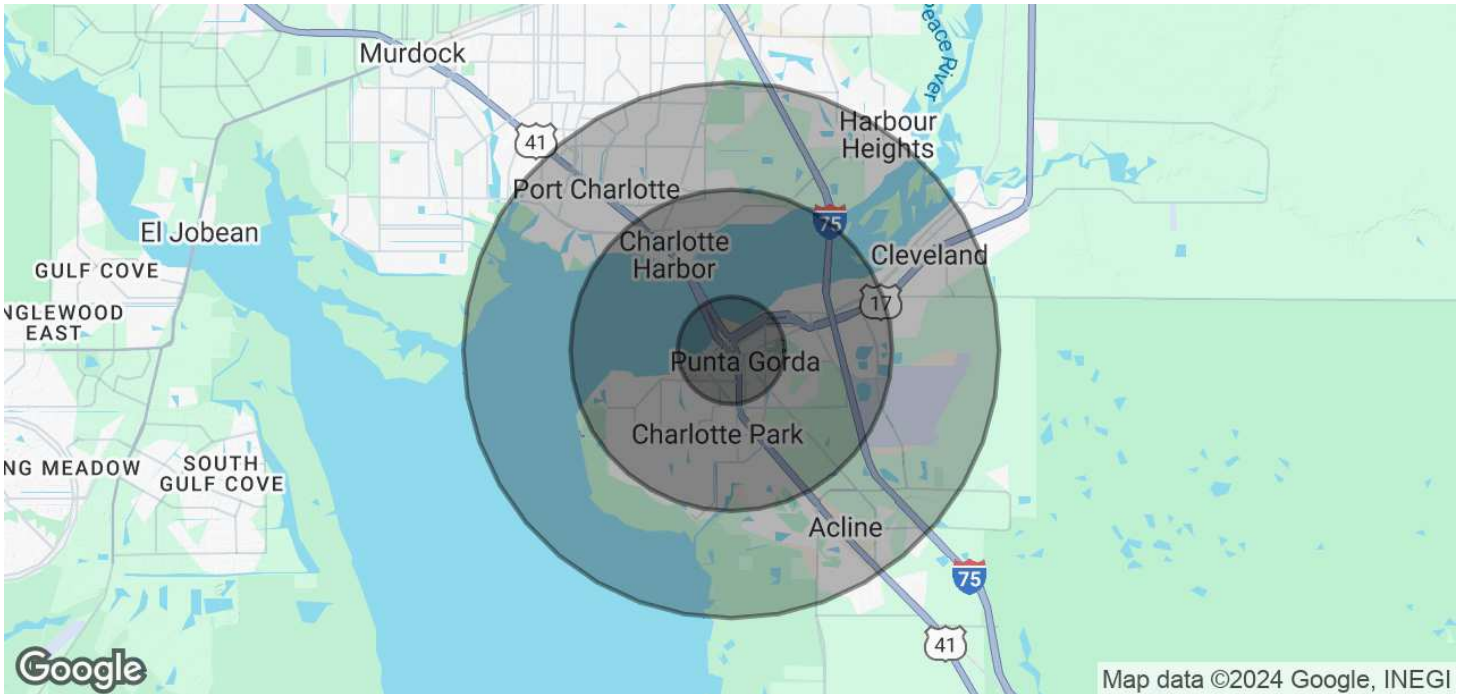 Murdock
Peace River
Harbour
Heights
41
Port Charlotte
75
El Jobean
Charlotte
Harbor
Cleveland
GULF COVE
17
NGLEWOOD
EAST
Punta Gorda
Charlotte Park
NG MEADOW
SOUTH
GULF COVE
Acline
75
41
Google
Map data ©2024 Google, INEGI